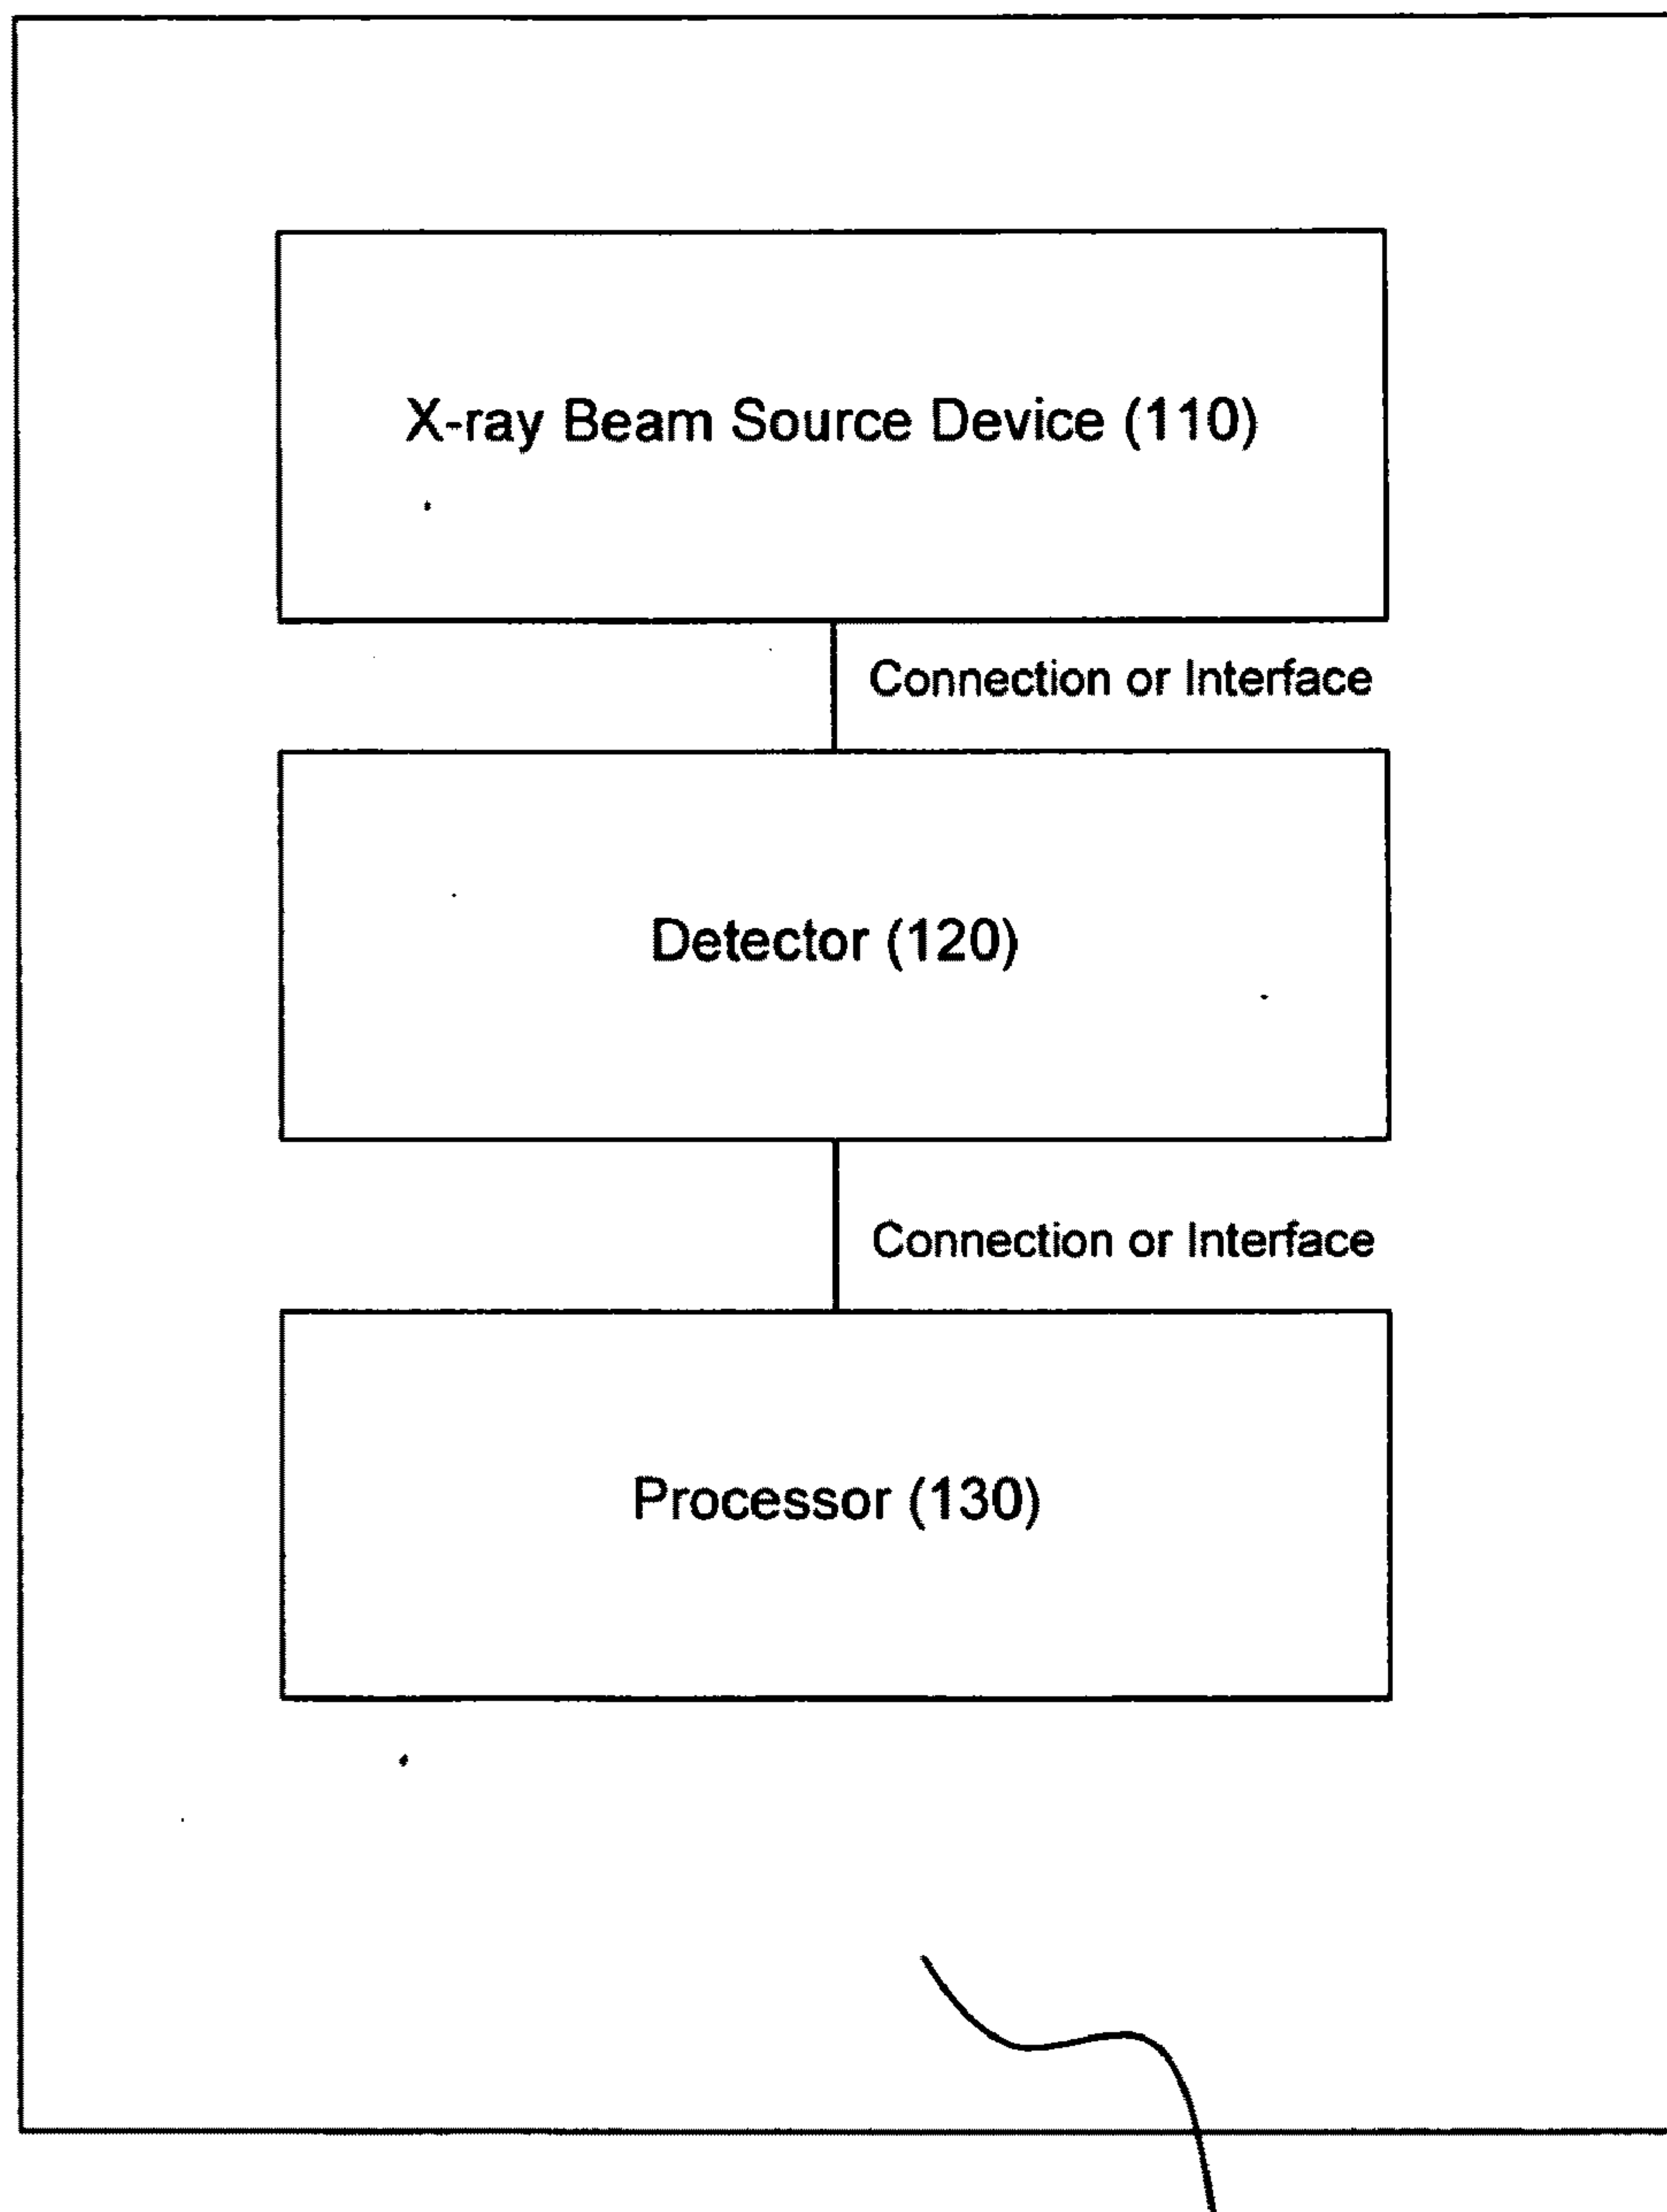 X-ray Beam Source Device (110)
Connection or Interface
Detector (120)
Connection or Interface
Processor (130)